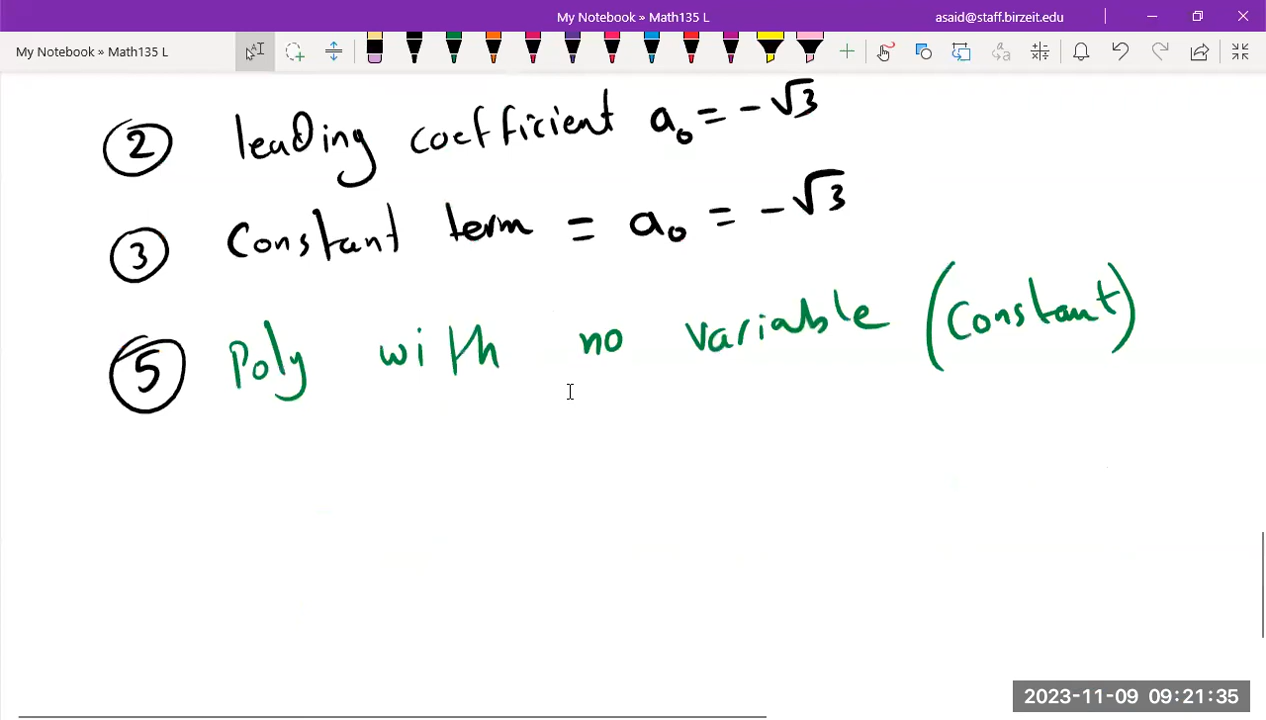 My Notebook » Math135 L
asaid@staff.birzeit.edu
My Notebook » Math135 L
② leading coefficient a₀ = -√3
③ Constant term = a₀ = -√3
⑤ Poly with no variable (Constant)
2023-11-09 09:21:35